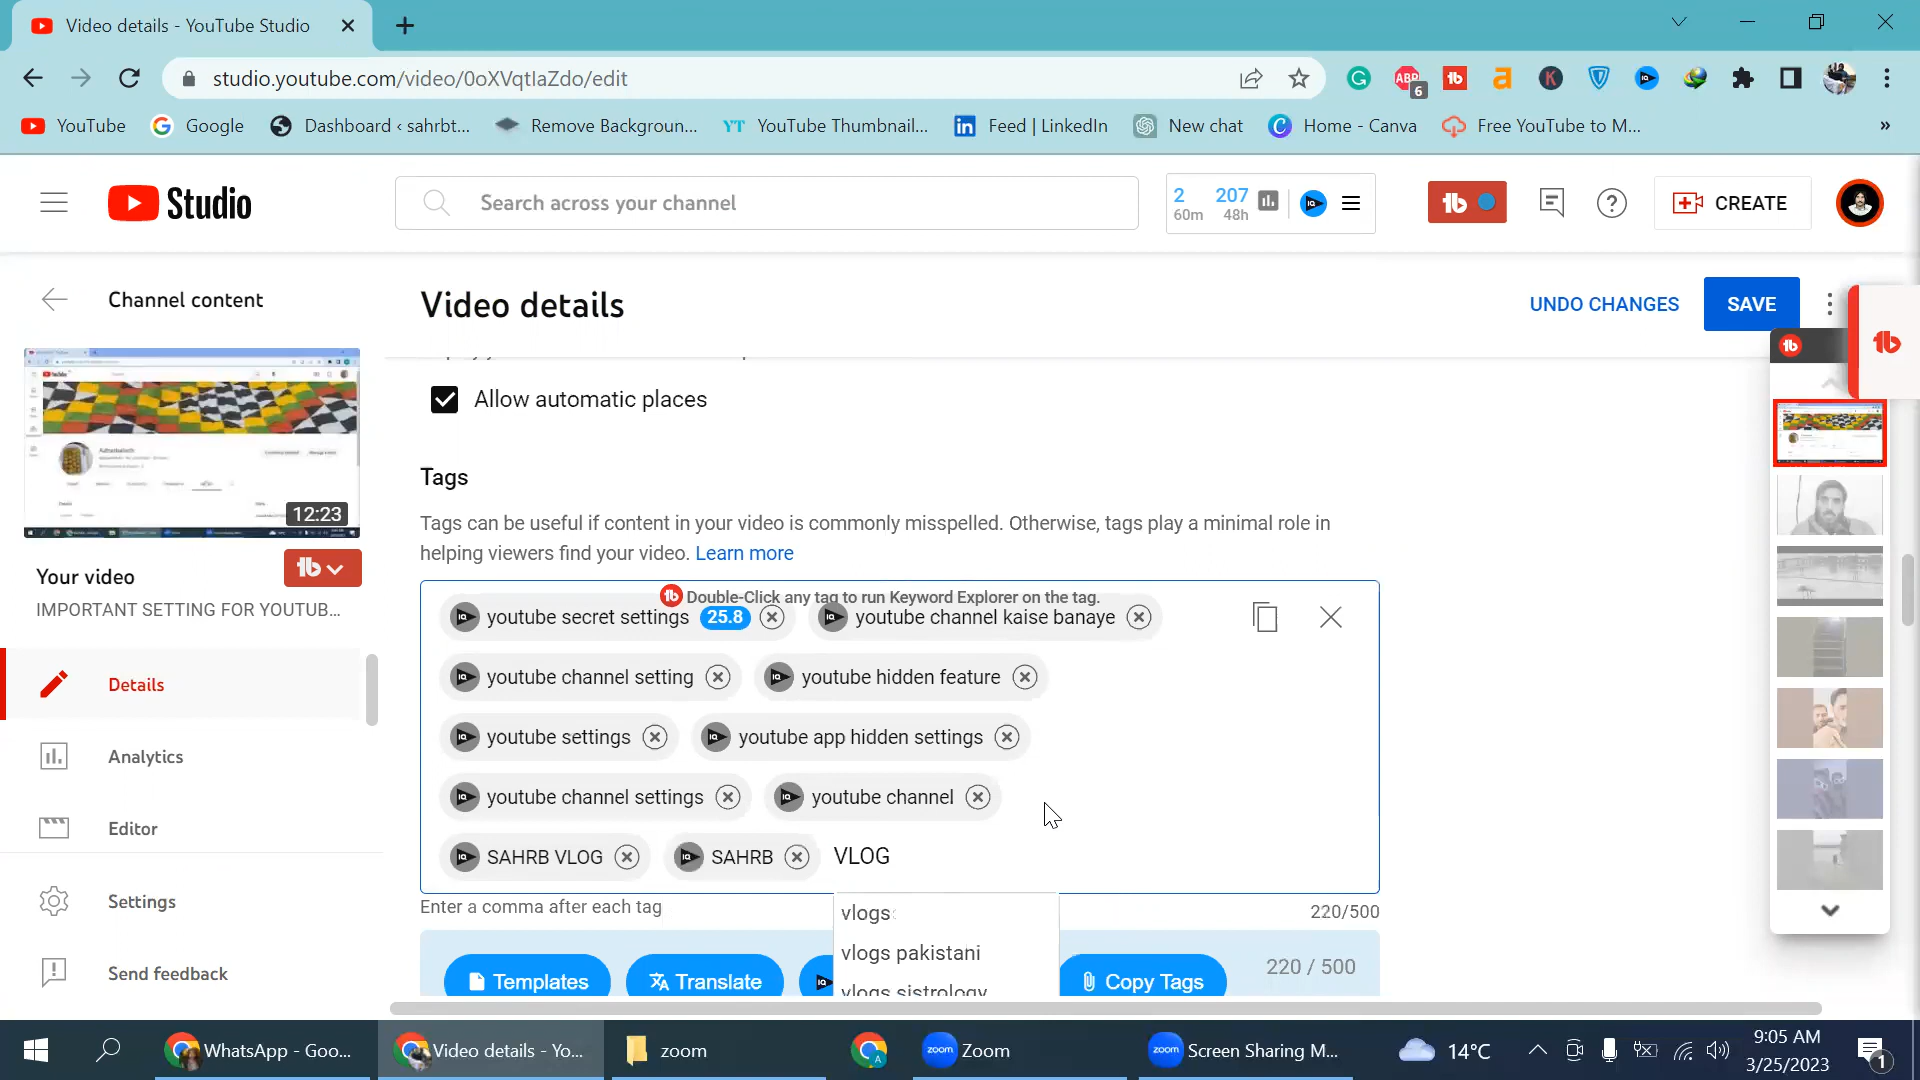 Video details - YouTube Studio
studio.youtube.com/video/0oXVqtIaZdo/edit
ABP
6
YouTube
Google
Dashboard ‹ sahrbt...
Remove Backgroun...
YouTube Thumbnail...
Feed | LinkedIn
New chat
Home - Canva
Free YouTube to M...
»
Studio
Search across your channel
2
60m
207
48h
CREATE
Channel content
Video details
UNDO CHANGES
SAVE
Allow automatic places
12:23
Tags
Tags can be useful if content in your video is commonly misspelled. Otherwise, tags play a minimal role in
helping viewers find your video. Learn more
Your video
IMPORTANT SETTING FOR YOUTUB...
Double-Click any tag to run Keyword Explorer on the tag.
youtube secret settings 25.8
youtube channel kaise banaye
youtube channel setting
youtube hidden feature
youtube settings
youtube app hidden settings
youtube channel settings
youtube channel
SAHRB VLOG
SAHRB
VLOG
Enter a comma after each tag
220/500
vlogs
vlogs pakistani
vlogs sistrology
Templates
Translate
Copy Tags
220 / 500
Details
Analytics
Editor
Settings
Send feedback
WhatsApp - Goo...
Video details - Yo...
zoom
Zoom
Screen Sharing M...
14°C
9:05 AM
3/25/2023
1